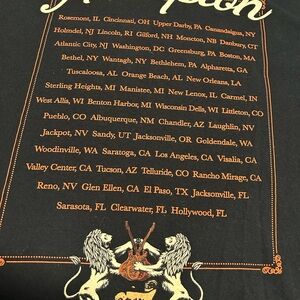 Rosemont, IL Cincinnati, OH Upper Darby, PA Canandaigua, NY
Holmdel, NJ Lincoln, RI Gilford, NH Moncton, NB Danbury, CT
Atlantic City, NJ Washington, DC Greensburg, PA Boston, MA
Bethel, NY Wantagh, NY Bethlehem, PA Alpharetta, GA
Tuscaloosa, AL Orange Beach, AL New Orleans, LA
Sterling Heights, MI Manistee, MI New Lenox, IL Carmel, IN
West Allis, WI Benton Harbor, MI Wisconsin Dells, WI Littleton, CO
Pueblo, CO Albuquerque, NM Chandler, AZ Laughlin, NV
Jackpot, NV Sandy, UT Jacksonville, OR Goldendale, WA
Woodinville, WA Saratoga, CA Los Angeles, CA Visalia, CA
Valley Center, CA Tucson, AZ Telluride, CO Rancho Mirage, CA
Reno, NV Glen Ellen, CA El Paso, TX Jacksonville, FL
Sarasota, FL Clearwater, FL Hollywood, FL